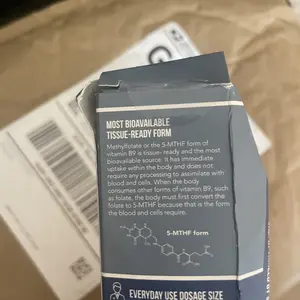 MOST BIOAVAILABLE
TISSUE-READY FORM
Methylfolate or the 5-MTHF form of
vitamin B9 is tissue- ready and the most
bioavailable source. It has immediate
uptake within the body and does not
require any processing to assimilate with
blood and cells. When the body
consumes other forms of vitamin B9, such
as folate, the body must first convert the
folate to 5-MTHF because that is the form
the blood and cells require.
5-MTHF form
EVERYDAY USE DOSAGE SIZE